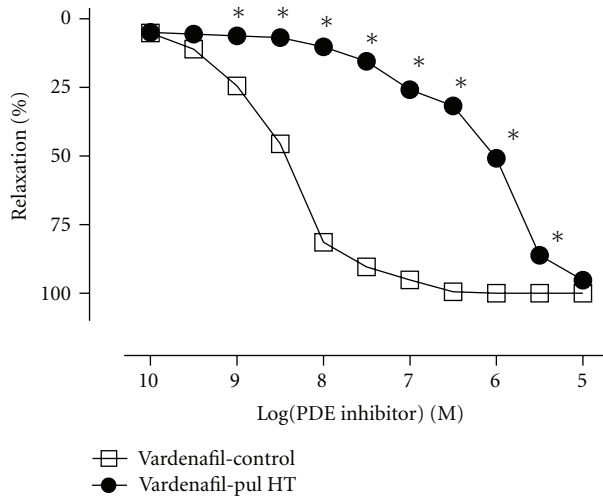 0
25
50
75
100
Relaxation (%)
* * * * * * * * *
10 9 8 7 6 5
Log(PDE inhibitor) (M)
Vardenafil-control
Vardenafil-pul HT